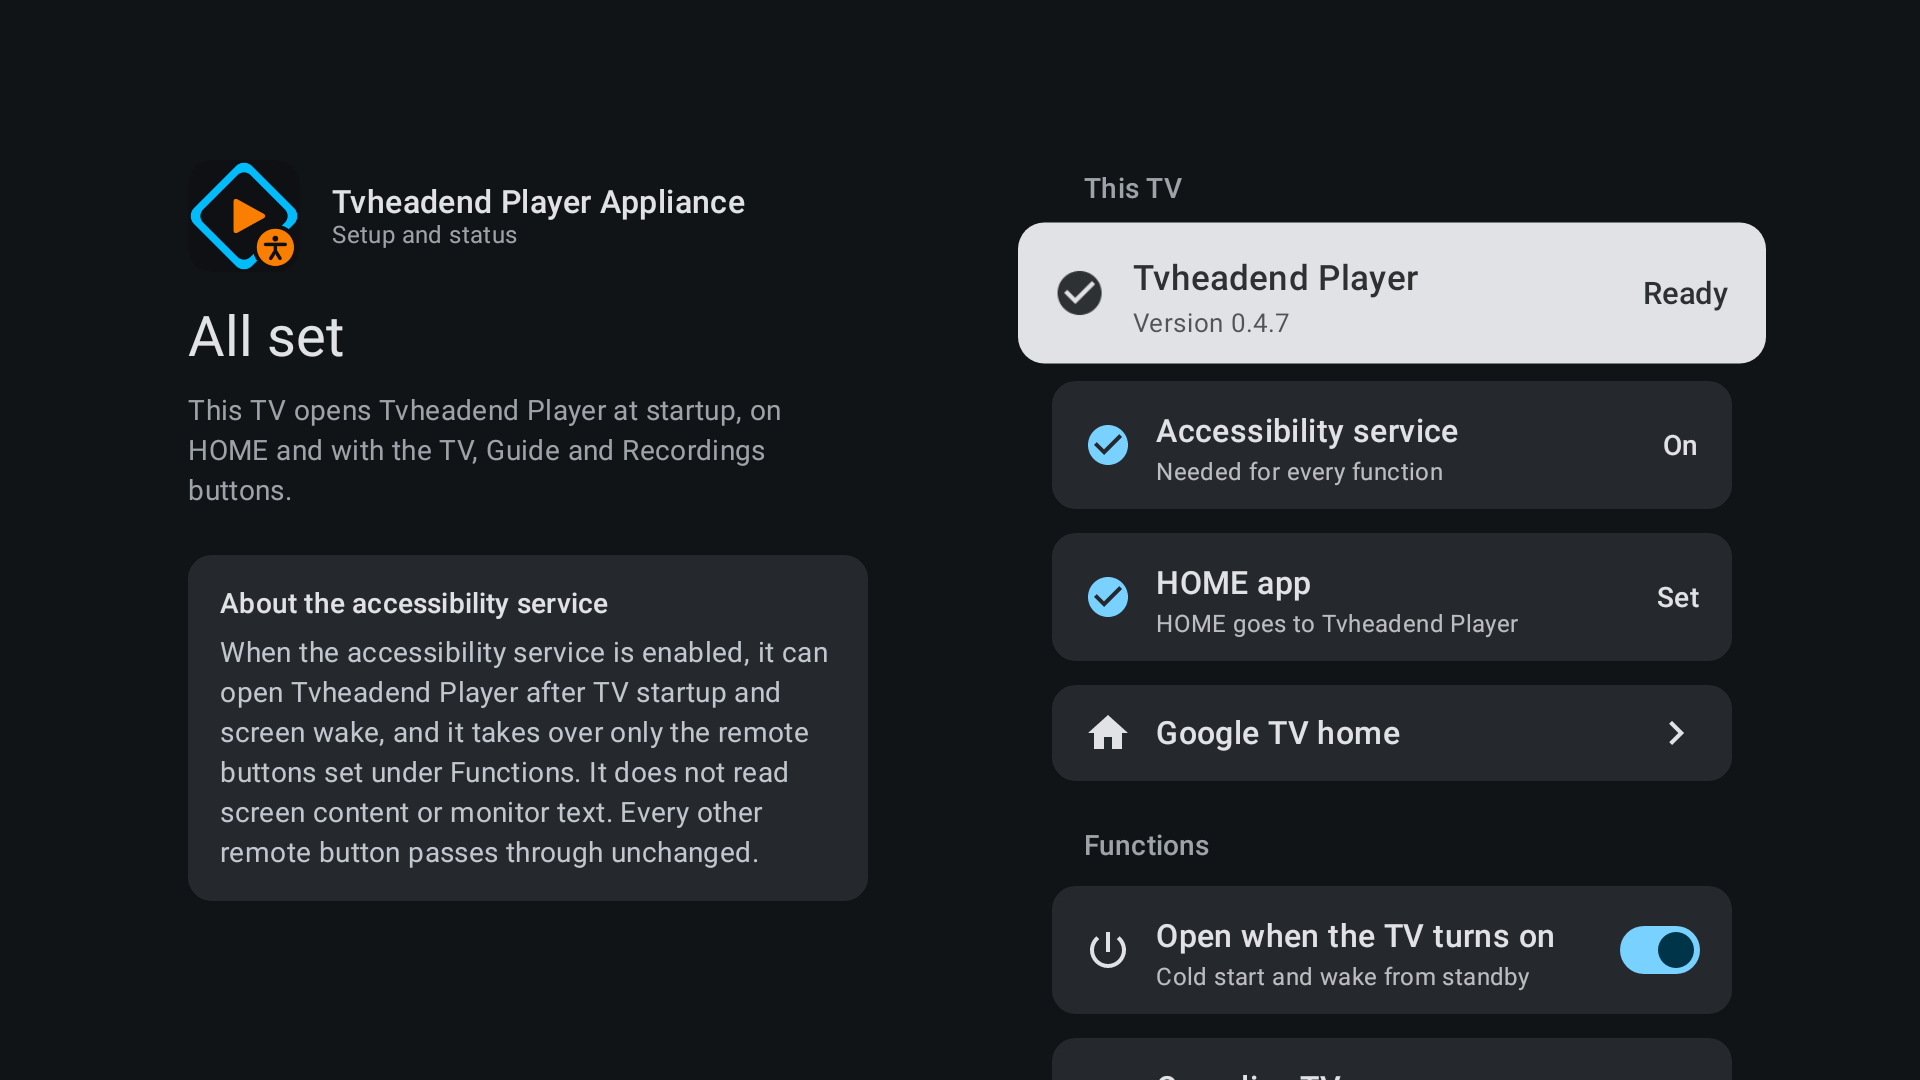 Tvheadend Player Appliance
Setup and status
All set
This TV opens Tvheadend Player at startup, on
HOME and with the TV, Guide and Recordings
buttons.
About the accessibility service
When the accessibility service is enabled, it can
open Tvheadend Player after TV startup and
screen wake, and it takes over only the remote
buttons set under Functions. It does not read
screen content or monitor text. Every other
remote button passes through unchanged.
This TV
Tvheadend Player
Version 0.4.7
Ready
Accessibility service
Needed for every function
On
HOME app
HOME goes to Tvheadend Player
Set
Google TV home
Functions
Open when the TV turns on
Cold start and wake from standby